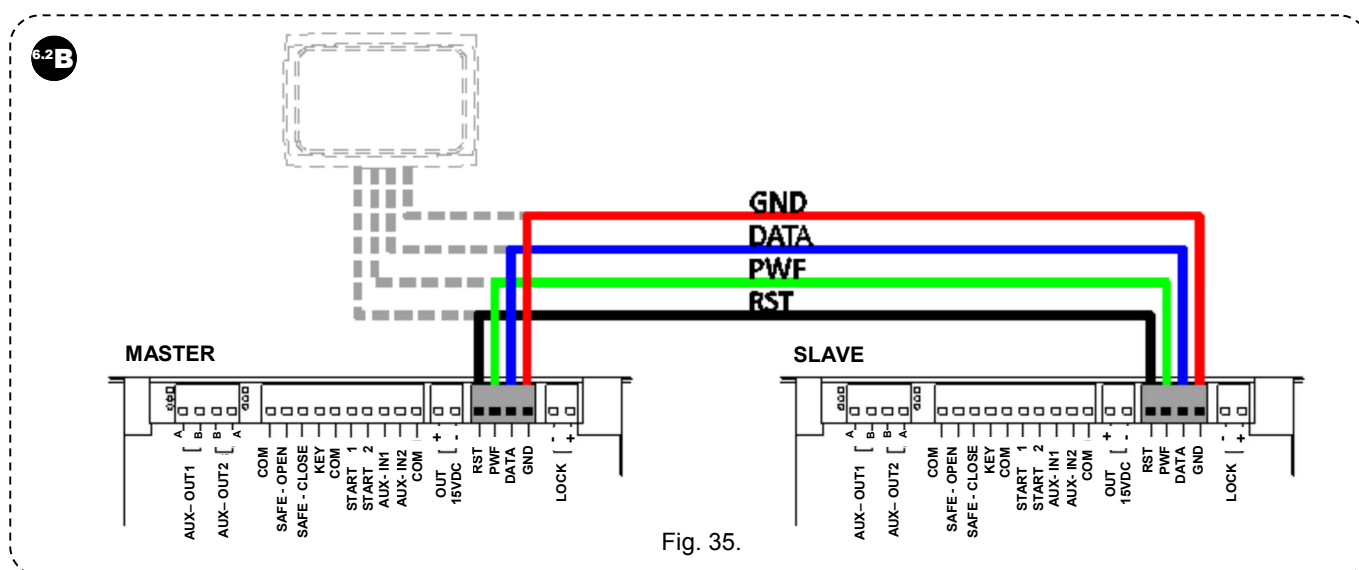 6.2B
GND
DATA
PWF
RST
MASTER
SLAVE
A
B
B
A
AUX– OUT1
AUX– OUT2
COM
SAFE - OPEN
SAFE - CLOSE
KEY
COM
START 1
START 2
AUX- IN1
AUX- IN2
COM
+
-
OUT
15VDC
RST
PWF
DATA
GND
-
+
LOCK
A
B
B
A
AUX– OUT1
AUX– OUT2
COM
SAFE - OPEN
SAFE - CLOSE
KEY
COM
START 1
START 2
AUX- IN1
AUX- IN2
COM
+
-
OUT
15VDC
RST
PWF
DATA
GND
-
+
LOCK
Fig. 35.